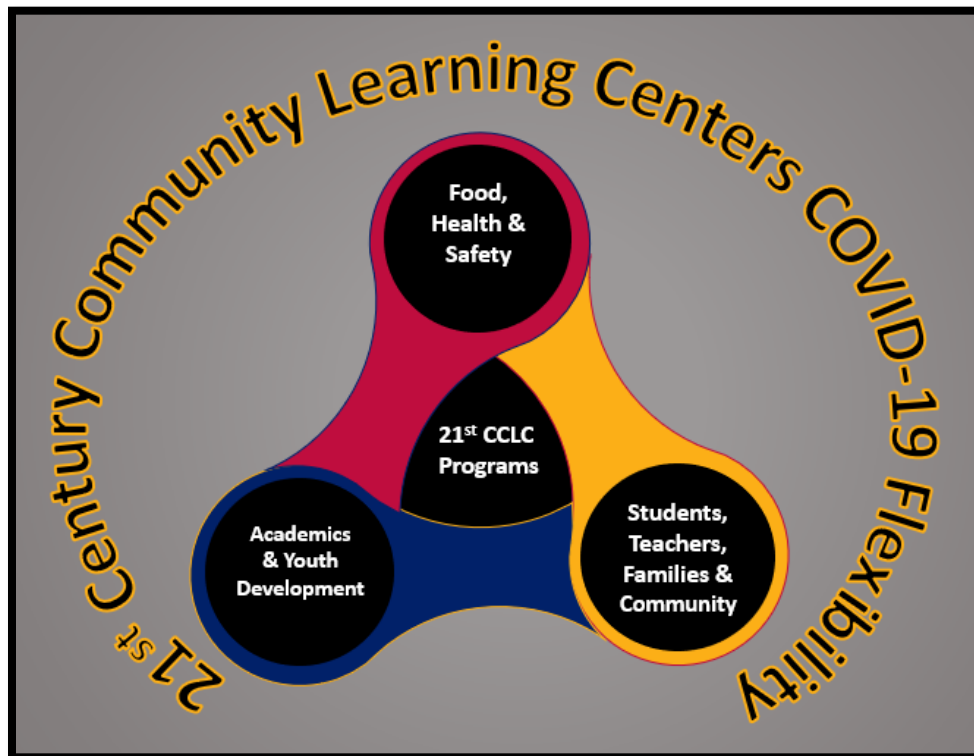 21st Century Community Learning Centers COVID-19 Flexibility
Food,
Health &
Safety
21st CCLC
Programs
Academics
& Youth
Development
Students,
Teachers,
Families &
Community